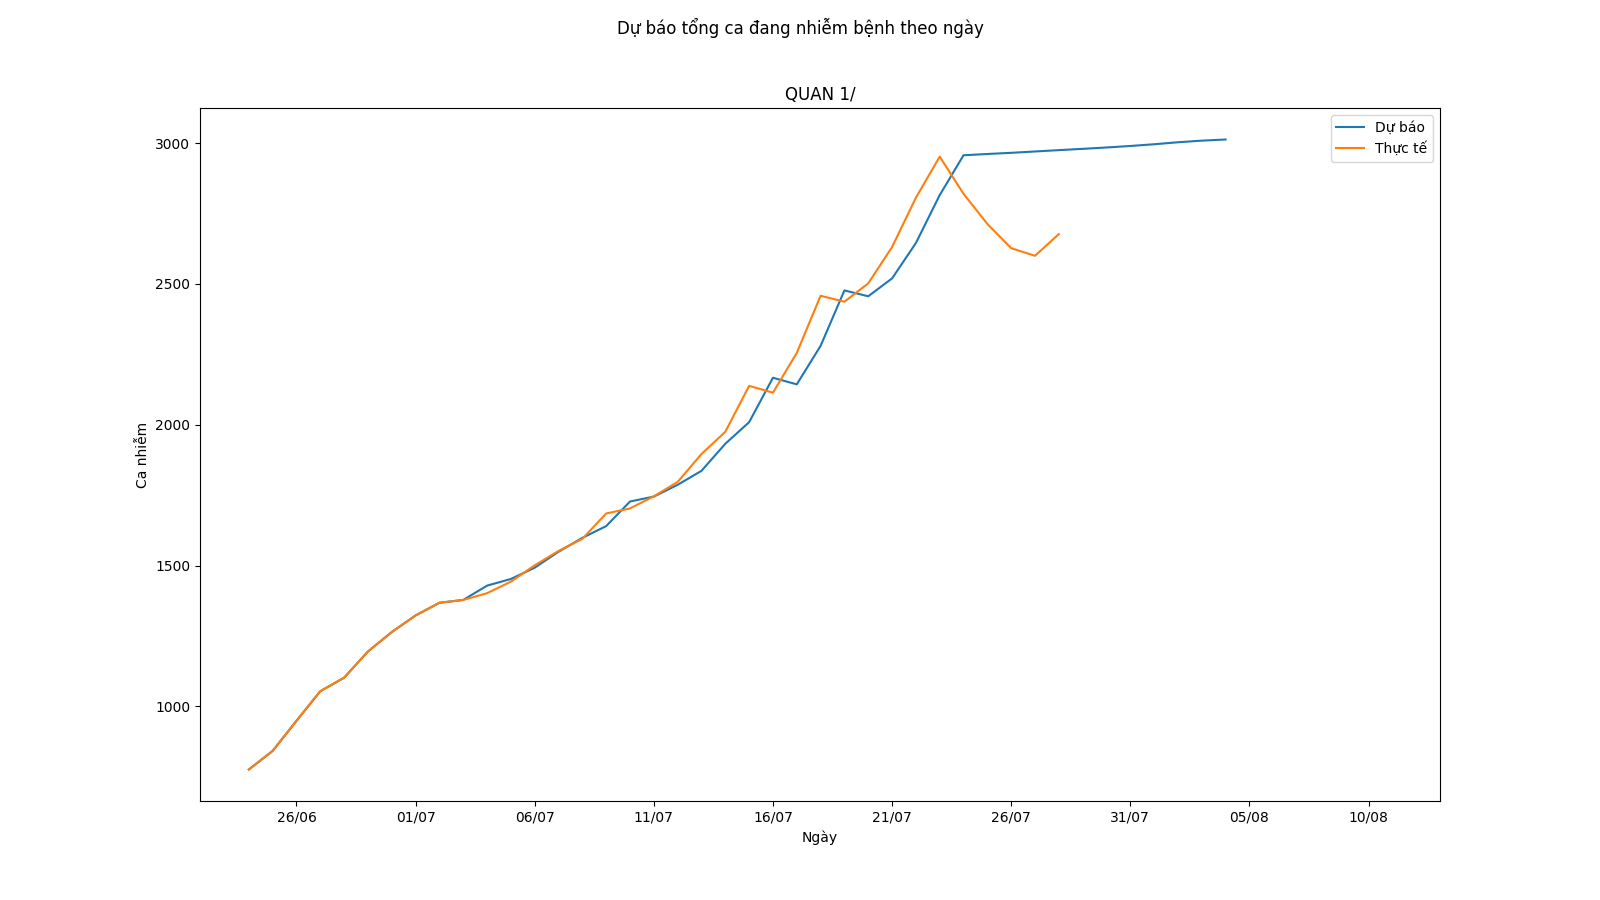 Dự báo tổng ca đang nhiễm bệnh theo ngày
QUAN 1/
Dự báo
Thực tế
3000
2500
2000
1500
1000
Ca nhiễm
26/06
01/07
06/07
11/07
16/07
21/07
26/07
31/07
05/08
10/08
Ngày